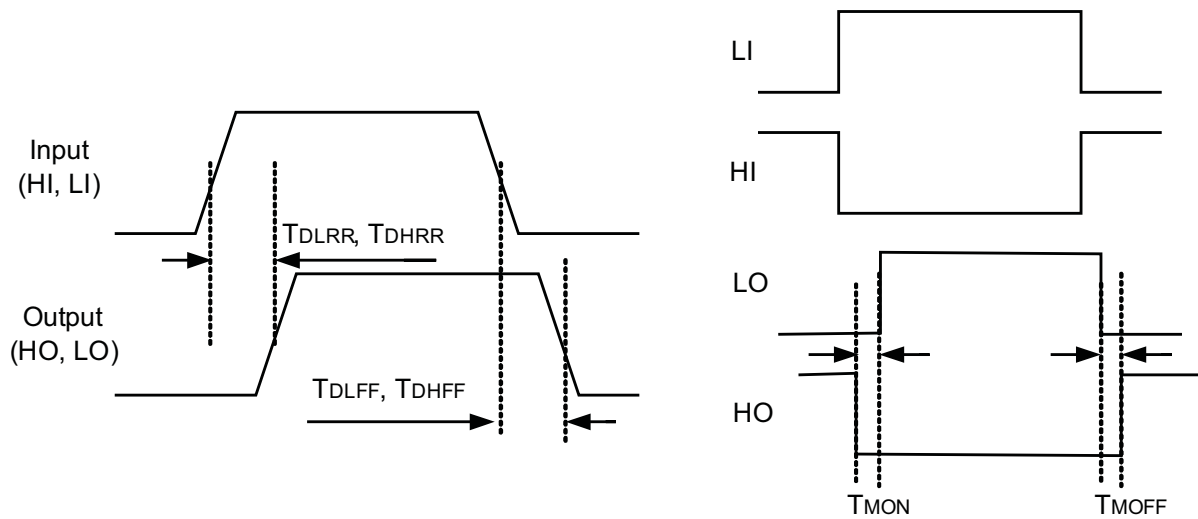 Input
(HI, LI)
TDLRR, TDHRR
Output
(HO, LO)
TDLFF, TDHFF
LI
HI
LO
HO
TMON
TMOFF